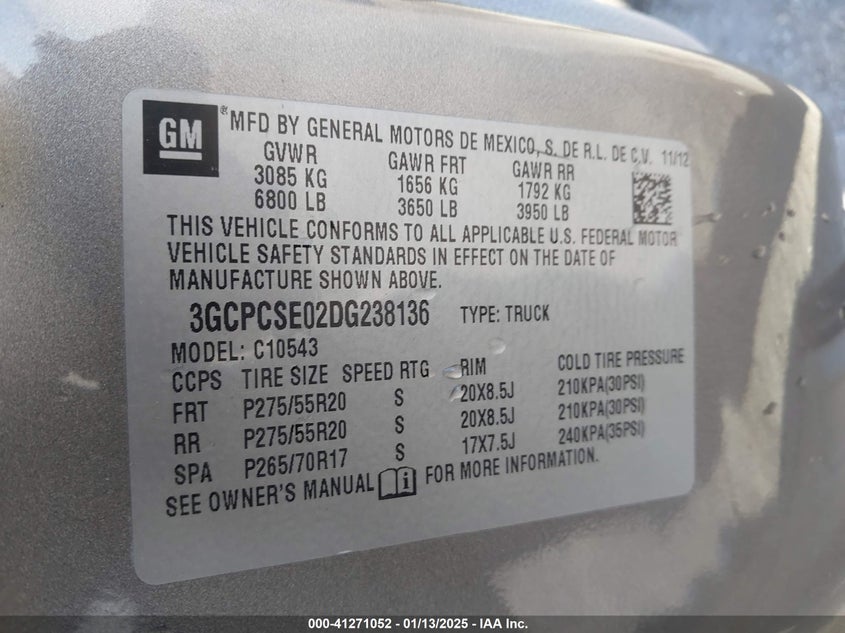 GM
® MFD BY GENERAL MOTORS DE MEXICO, S. DE R.L. DE C.V. 11/12
GVWR GAWR FRT GAWR RR
3085 KG 1656 KG 1792 KG
6800 LB 3650 LB 3950 LB
THIS VEHICLE CONFORMS TO ALL APPLICABLE U.S. FEDERAL MOTOR
VEHICLE SAFETY STANDARDS IN EFFECT ON THE DATE OF
MANUFACTURE SHOWN ABOVE.
3GCPCSE02DG238136 TYPE: TRUCK
MODEL: C10543
CCPS TIRE SIZE SPEED RTG RIM COLD TIRE PRESSURE
FRT P275/55R20 S 20X8.5J 210KPA(30PSI)
RR P275/55R20 S 20X8.5J 210KPA(30PSI)
SPA P265/70R17 S 17X7.5J 240KPA(35PSI)
SEE OWNER'S MANUAL i FOR MORE INFORMATION.
000-41271052 - 01/13/2025 - IAA Inc.